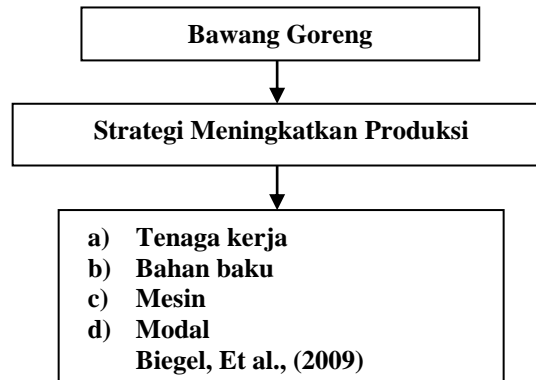 Bawang Goreng
Strategi Meningkatkan Produksi
a) Tenaga kerja
b) Bahan baku
c) Mesin
d) Modal
Biegel, Et al., (2009)